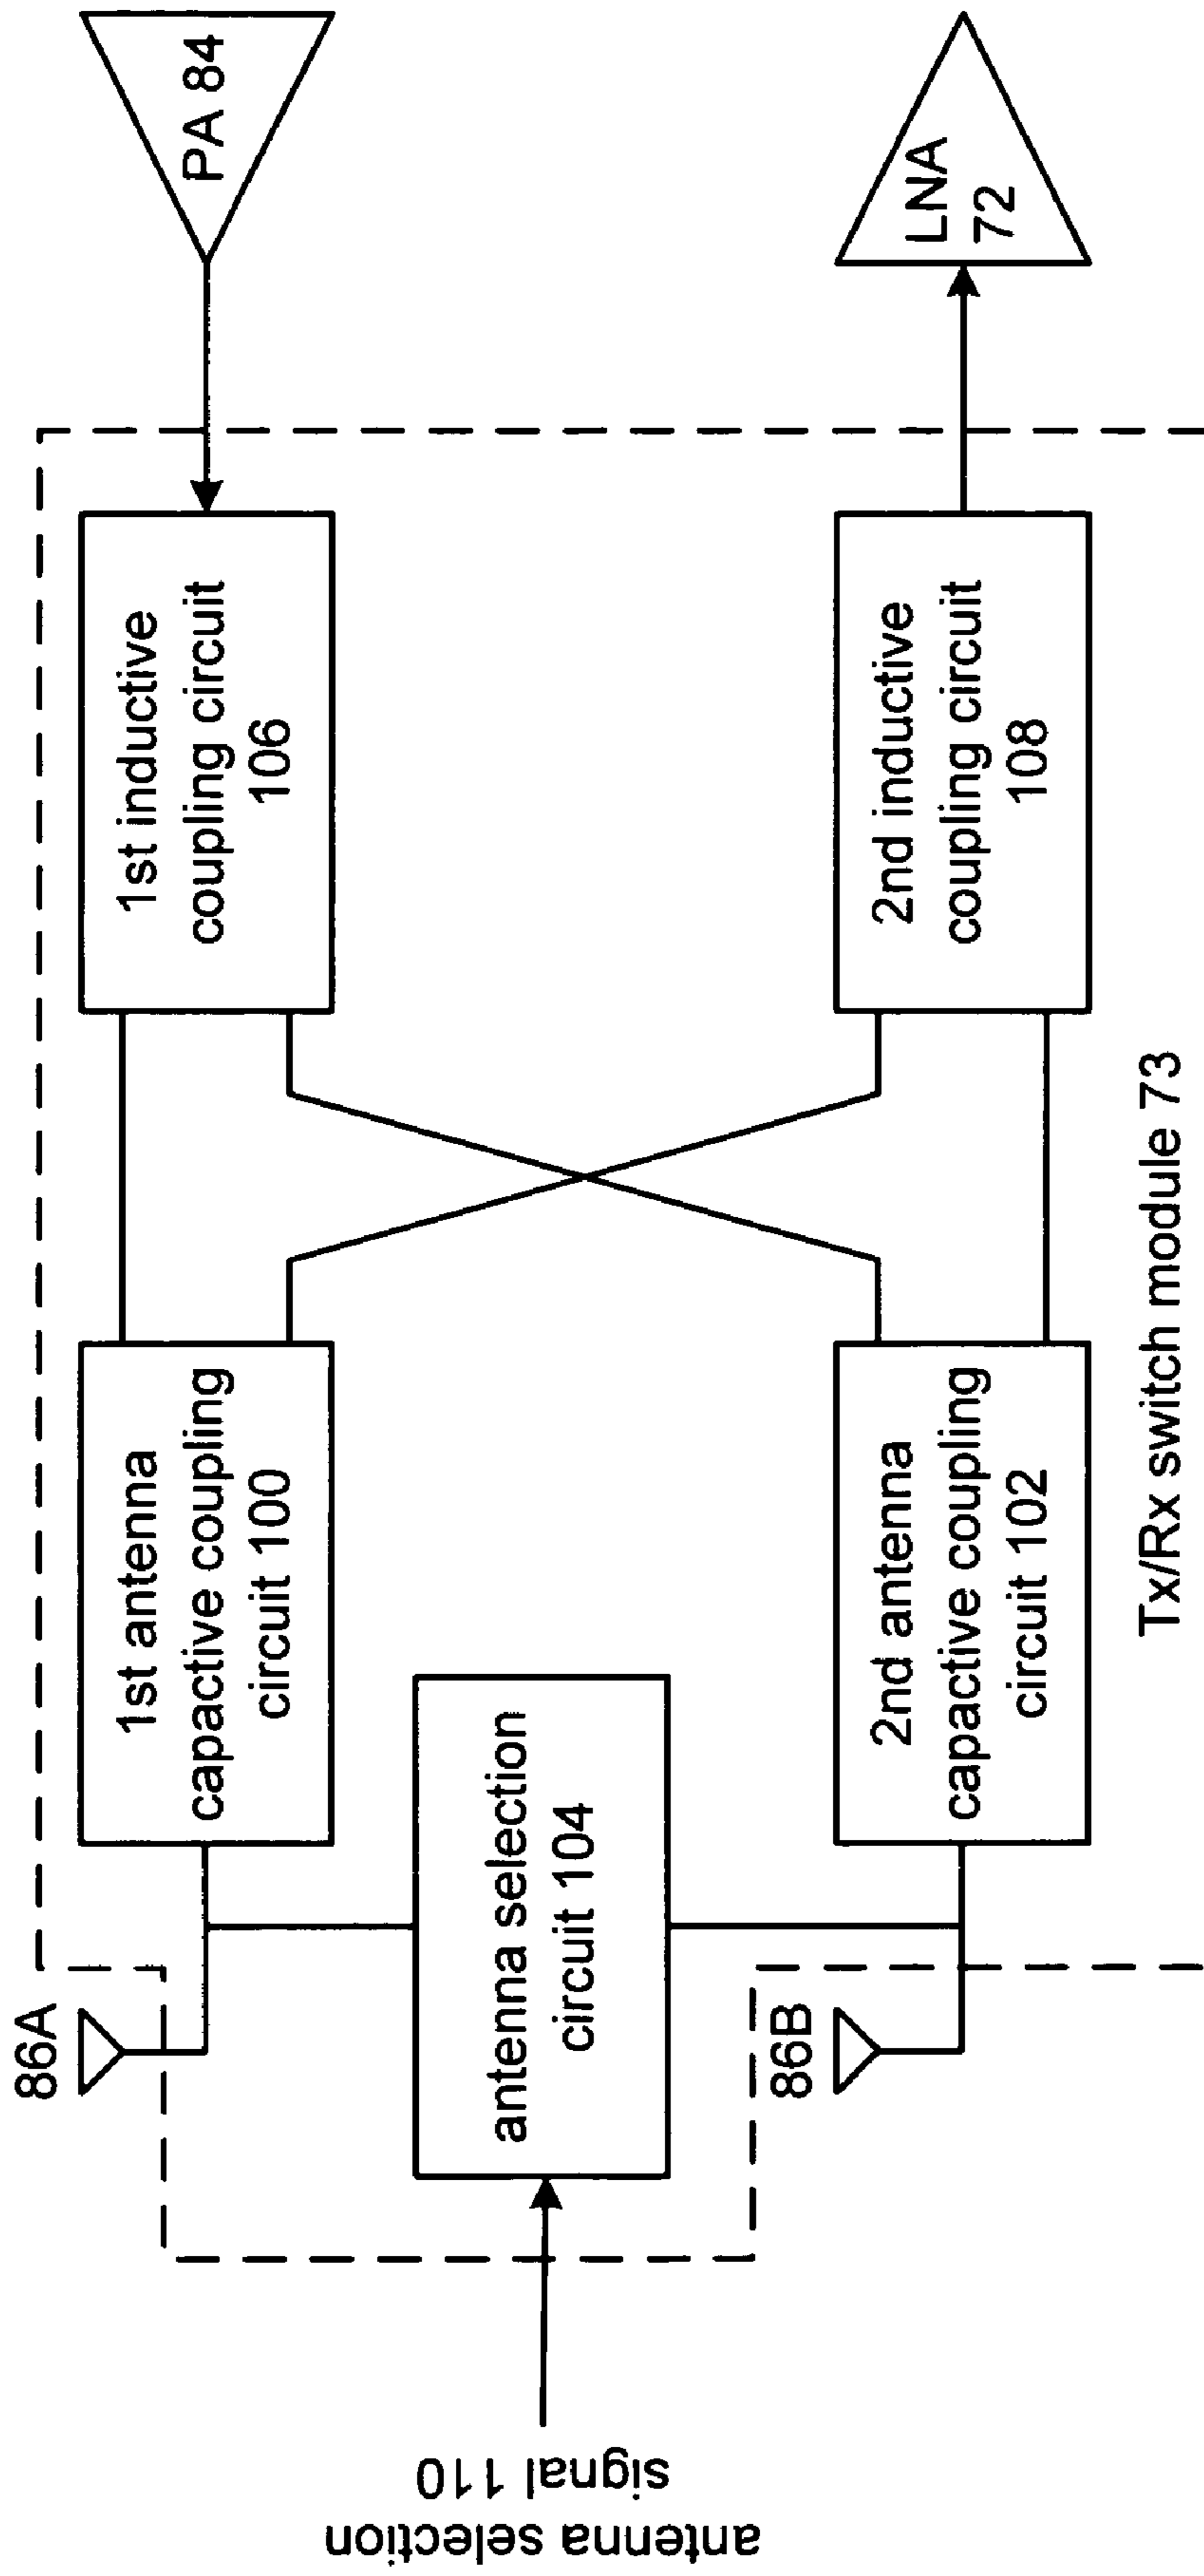 86A
1st antenna
capactive coupling
circuit 100
1st inductive
coupling circuit
106
PA 84
antenna selection
signal 110
antenna selection
circuit 104
86B
2nd antenna
capactive coupling
circuit 102
2nd inductive
coupling circuit
108
LNA
72
Tx/Rx switch module 73